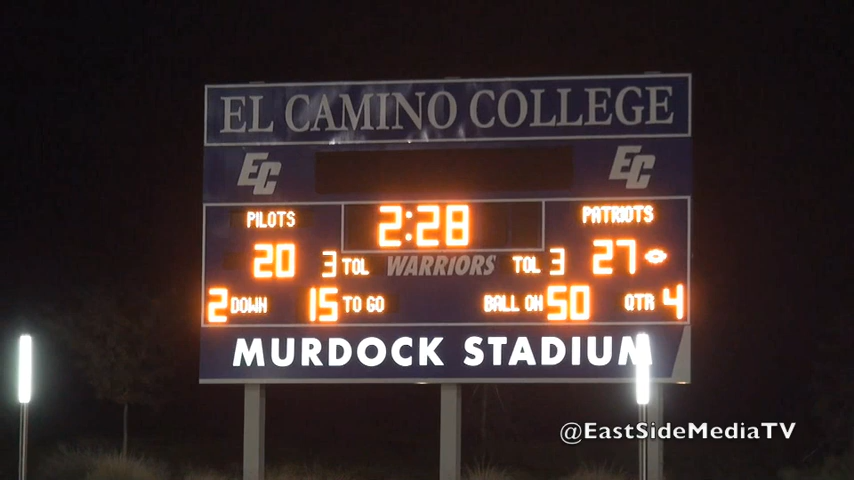 EL CAMINO COLLEGE
EC EC
PILOTS 2:28 PATRIOTS
20 3 TOL WARRIORS TOL 3 27
2 DOWN 15 TO GO BALL ON 50 QTR 4
MURDOCK STADIUM
@EastSideMediaTV